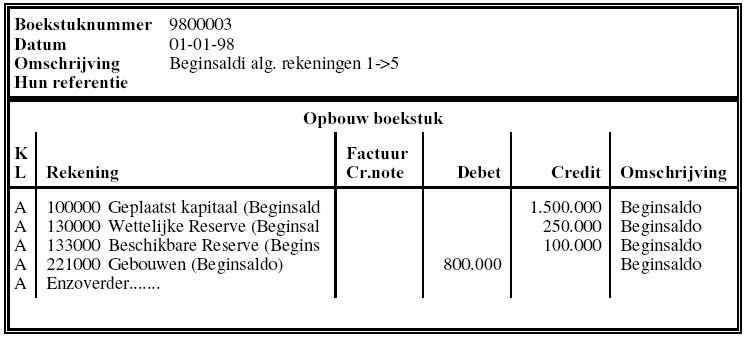 Boekstuknummer 9800003
Datum 01-01-98
Omschrijving Beginsaldi alg. rekeningen 1->5
Hun referentie
Opbouw boekstuk
K Factuur
L Rekening Cr.note Debet Credit Omschrijving
A 100000 Geplaatst kapitaal (Beginsald 1.500.000 Beginsaldo
A 130000 Wettelijke Reserve (Beginsal 250.000 Beginsaldo
A 133000 Beschikbare Reserve (Begins 100.000 Beginsaldo
A 221000 Gebouwen (Beginsaldo) 800.000 Beginsaldo
A Enzoverder.......